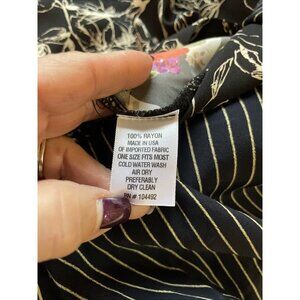 100% RAYON
MADE IN USA
OF IMPORTED FABRIC
ONE SIZE FITS MOST
COLD WATER WASH
AIR DRY
PREFERABLY
DRY CLEAN
RN # 104492